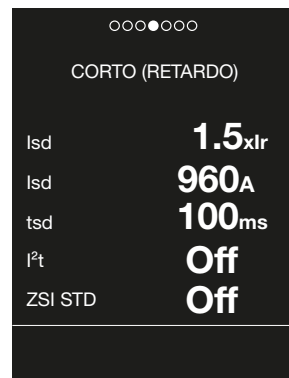 CORTO (RETARDO)
Isd 1.5xIr
Isd 960A
tsd 100ms
I²t Off
ZSI STD Off